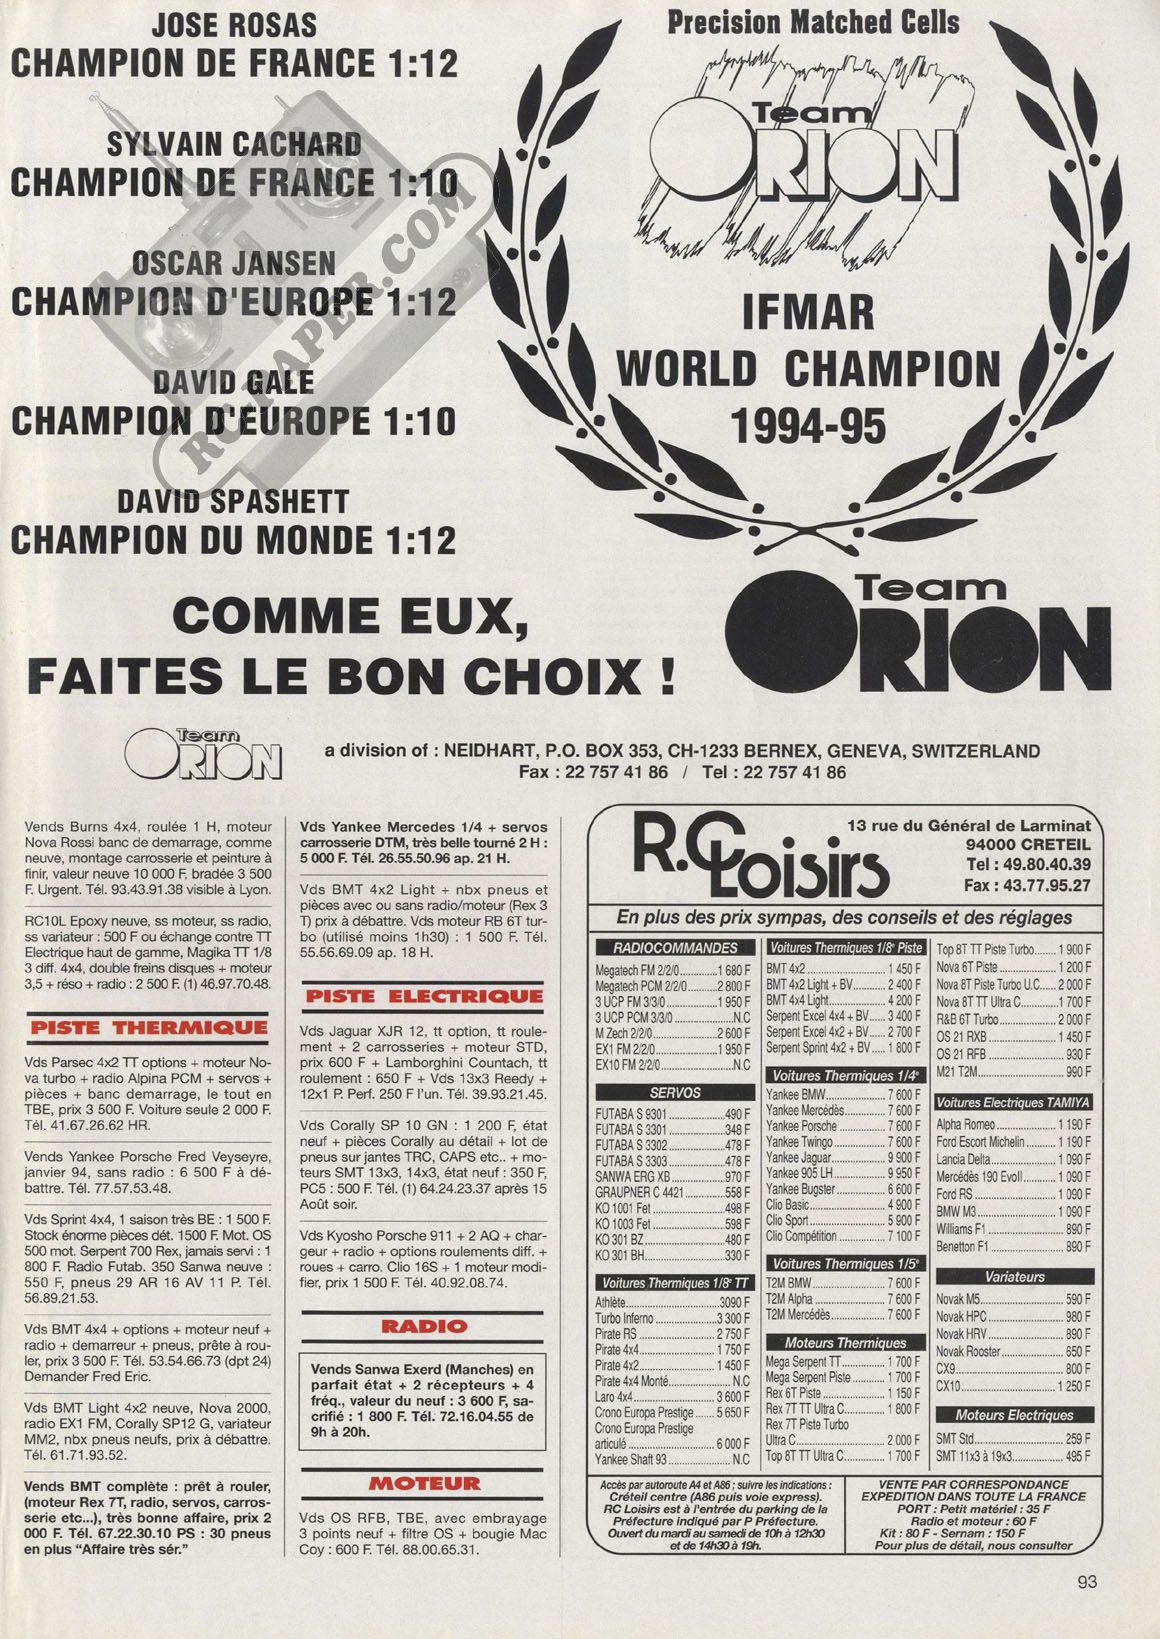 JOSE ROSAS
CHAMPION DE FRANCE 1:12
SYLVAIN CACHARD
CHAMPION DE FRANCE 1:10
OSCAR JANSEN
CHAMPION D'EUROPE 1:12
DAVID GALE
CHAMPION D'EUROPE 1:10
DAVID SPASHETT
CHAMPION DU MONDE 1:12
RC-PAPER.COM
Precision Matched Cells
Team
ORION
IFMAR
WORLD CHAMPION
1994-95
COMME EUX,
FAITES LE BON CHOIX !
Team
ORION
Team
ORION
a division of : NEIDHART, P.O. BOX 353, CH-1233 BERNEX, GENEVA, SWITZERLAND
Fax : 22 757 41 86 / Tel : 22 757 41 86
Vends Burns 4x4, roulée 1 H, moteur
Nova Rossi banc de demarrage, comme
neuve, montage carrosserie et peinture à
finir, valeur neuve 10 000 F, bradée 3 500
F. Urgent. Tél. 93.43.91.38 visible à Lyon.
RC10L Epoxy neuve, ss moteur, ss radio,
ss variateur : 500 F ou échange contre TT
Electrique haut de gamme, Magika TT 1/8
3 diff. 4x4, double freins disques + moteur
3,5 + réso + radio : 2 500 F. (1) 46.97.70.48.
PISTE THERMIQUE
Vds Parsec 4x2 TT options + moteur No-
va turbo + radio Alpina PCM + servos +
pièces + banc demarrage, le tout en
TBE, prix 3 500 F. Voiture seule 2 000 F.
Tél. 41.67.26.62 HR.
Vends Yankee Porsche Fred Veyseyre,
janvier 94, sans radio : 6 500 F à dé-
battre. Tél. 77.57.53.48.
Vds Sprint 4x4, 1 saison très BE : 1 500 F.
Stock énorme pièces dét. 1500 F. Mot. OS
500 mot. Serpent 700 Rex, jamais servi : 1
800 F. Radio Futab. 350 Sanwa neuve :
550 F, pneus 29 AR 16 AV 11 P. Tél.
56.89.21.53.
Vds BMT 4x4 + options + moteur neuf +
radio + demarreur + pneus, prête à rou-
ler, prix 3 500 F. Tél. 53.54.66.73 (dpt 24)
Demander Fred Eric.
Vds BMT Light 4x2 neuve, Nova 2000,
radio EX1 FM, Corally SP12 G, variateur
MM2, nbx pneus neufs, prix à débattre.
Tél. 61.71.93.52.
Vends BMT complète : prêt à rouler,
(moteur Rex 7T, radio, servos, carros-
serie etc...), très bonne affaire, prix 2
000 F. Tél. 67.22.30.10 PS : 30 pneus
en plus "Affaire très sér."
Vds Yankee Mercedes 1/4 + servos
carrosserie DTM, très belle tourné 2 H :
5 000 F. Tél. 26.55.50.96 ap. 21 H.
Vds BMT 4x2 Light + nbx pneus et
pièces avec ou sans radio/moteur (Rex 3
T) prix à débattre. Vds moteur RB 6T tur-
bo (utilisé moins 1h30) : 1 500 F. Tél.
55.56.69.09 ap. 18 H.
PISTE ELECTRIQUE
Vds Jaguar XJR 12, tt option, tt roule-
ment + 2 carrosseries + moteur STD,
prix 600 F + Lamborghini Countach, tt
roulement : 650 F + Vds 13x3 Reedy +
12x1 P. Perf. 250 F l'un. Tél. 39.93.21.45.
Vds Corally SP 10 GN : 1 200 F, état
neuf + pièces Corally au détail + lot de
pneus sur jantes TRC, CAPS etc.. + mo-
teurs SMT 13x3, 14x3, état neuf : 350 F,
PC5 : 500 F. Tél. (1) 64.24.23.37 après 15
Août soir.
Vds Kyosho Porsche 911 + 2 AQ + char-
geur + radio + options roulements diff. +
roues + carro. Clio 16S + 1 moteur modi-
fier, prix 1 500 F. Tél. 40.92.08.74.
RADIO
Vends Sanwa Exerd (Manches) en
parfait état + 2 récepteurs + 4
fréq., valeur du neuf : 3 600 F, sa-
crifié : 1 800 F. Tél. 72.16.04.55 de
9h à 20h.
MOTEUR
Vds OS RFB, TBE, avec embrayage
3 points neuf + filtre OS + bougie Mac
Coy : 600 F. Tél. 88.00.65.31.
R.C Loisirs
13 rue du Général de Larminat
94000 CRETEIL
Tel : 49.80.40.39
Fax : 43.77.95.27
En plus des prix sympas, des conseils et des réglages
RADIOCOMMANDES
Megatech FM 2/2/0 1 680 F
Megatech PCM 2/2/0 2 800 F
3 UCP FM 3/3/0 1 950 F
3 UCP PCM 3/3/0 N.C
M Zech 2/2/0 2 600 F
EX1 FM 2/2/0 1 950 F
EX10 FM 2/2/0 N.C
SERVOS
FUTABA S 9301 490 F
FUTABA S 3301 348 F
FUTABA S 3302 478 F
FUTABA S 3303 478 F
SANWA ERG XB 970 F
GRAUPNER C 4421 558 F
KO 1001 Fet 498 F
KO 1003 Fet 598 F
KO 301 BZ 480 F
KO 301 BH 330 F
Voitures Thermiques 1/8e TT
Athlète 3090 F
Turbo Inferno 3 300 F
Pirate RS 2 750 F
Pirate 4x4 1 750 F
Pirate 4x2 1 450 F
Pirate 4x4 Monté N.C
Laro 4x4 3 600 F
Crono Europa Prestige 5 650 F
Crono Europa Prestige
articulé 6 000 F
Yankee Shaft 93 N.C
Voitures Thermiques 1/8e Piste
BMT 4x2 1 450 F
BMT 4x2 Light + BV 2 400 F
BMT 4x4 Light 4 200 F
Serpent Excel 4x4 + BV 3 400 F
Serpent Excel 4x2 + BV 2 700 F
Serpent Sprint 4x2 + BV 1 800 F
Voitures Thermiques 1/4e
Yankee BMW 7 600 F
Yankee Mercédès 7 600 F
Yankee Porsche 7 600 F
Yankee Twingo 7 600 F
Yankee Jaguar 9 900 F
Yankee 905 LH 9 950 F
Yankee Bugster 6 600 F
Clio Basic 4 900 F
Clio Sport 5 900 F
Clio Compétition 7 100 F
Voitures Thermiques 1/5e
T2M BMW 7 600 F
T2M Alpha 7 600 F
T2M Mercédès 7 600 F
Moteurs Thermiques
Mega Serpent TT 1 700 F
Mega Serpent Piste 1 700 F
Rex 6T Piste 1 150 F
Rex 7T TT Ultra C 1 800 F
Rex 7T Piste Turbo
Ultra C 2 000 F
Top 8T TT Ultra C 1 700 F
Top 8T TT Piste Turbo 1 900 F
Nova 6T Piste 1 200 F
Nova 8T Piste Turbo U.C 2 000 F
Nova 8T TT Ultra C 1 700 F
R&B 6T Turbo 2 000 F
OS 21 RXB 1 450 F
OS 21 RFB 930 F
M21 T2M 990 F
Voitures Electriques TAMIYA
Alpha Romeo 1 190 F
Ford Escort Michelin 1 190 F
Lancia Delta 1 090 F
Mercédès 190 EvoII 1 090 F
Ford RS 1 090 F
BMW M3 1 090 F
Williams F1 890 F
Benetton F1 890 F
Variateurs
Novak M5 590 F
Novak HPC 980 F
Novak HRV 890 F
Novak Rooster 650 F
CX9 800 F
CX10 1 250 F
Moteurs Electriques
SMT Std 259 F
SMT 11x3 à 19x3 495 F
Accès par autoroute A4 et A86 ; suivre les indications :
Créteil centre (A86 puis voie express).
RC Loisirs est à l'entrée du parking de la
Préfecture indiqué par P Préfecture.
Ouvert du mardi au samedi de 10h à 12h30
et de 14h30 à 19h.
VENTE PAR CORRESPONDANCE
EXPEDITION DANS TOUTE LA FRANCE
PORT : Petit matériel : 35 F
Radio et moteur : 60 F
Kit : 80 F - Sernam : 150 F
Pour plus de détail, nous consulter
93